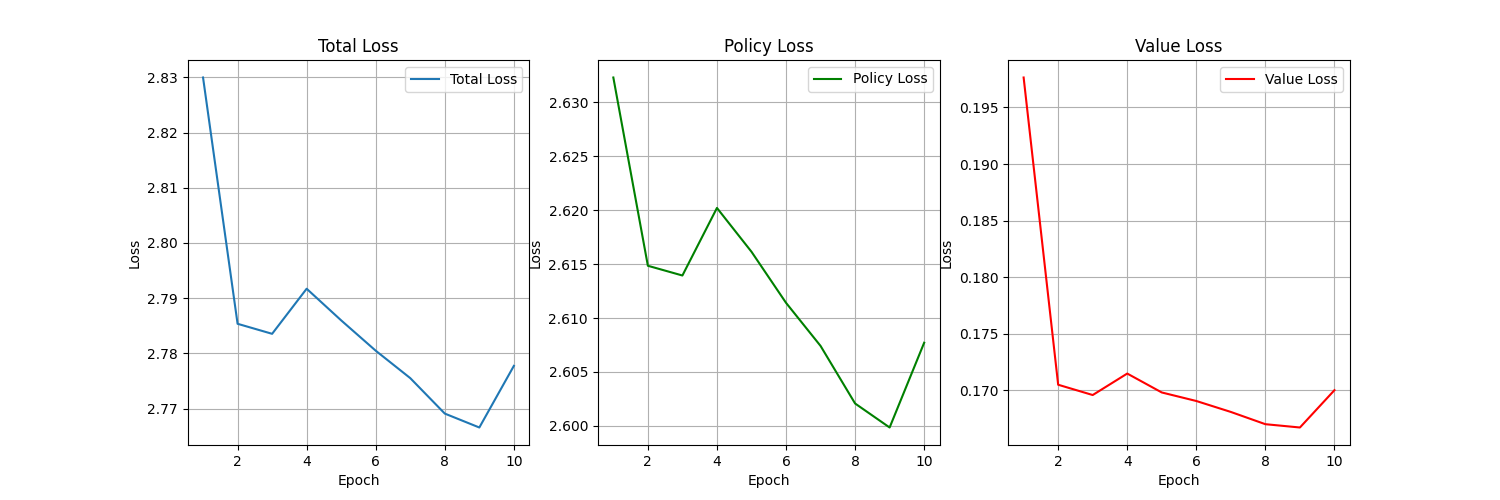 Total Loss
Total Loss
2.83
2.82
2.81
2.80
2.79
2.78
2.77
Loss
2
4
6
8
10
Epoch
Policy Loss
Policy Loss
2.630
2.625
2.620
2.615
2.610
2.605
2.600
Loss
2
4
6
8
10
Epoch
Value Loss
Value Loss
0.195
0.190
0.185
0.180
0.175
0.170
Loss
2
4
6
8
10
Epoch